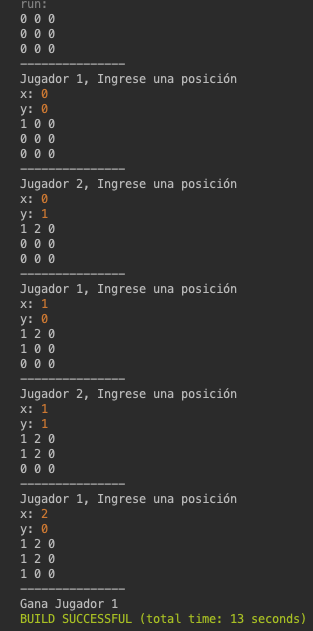 run:
0 0 0
0 0 0
0 0 0
---------------
Jugador 1, Ingrese una posición
x: 0
y: 0
1 0 0
0 0 0
0 0 0
---------------
Jugador 2, Ingrese una posición
x: 0
y: 1
1 2 0
0 0 0
0 0 0
---------------
Jugador 1, Ingrese una posición
x: 1
y: 0
1 2 0
1 0 0
0 0 0
---------------
Jugador 2, Ingrese una posición
x: 1
y: 1
1 2 0
1 2 0
0 0 0
---------------
Jugador 1, Ingrese una posición
x: 2
y: 0
1 2 0
1 2 0
1 0 0
---------------
Gana Jugador 1
BUILD SUCCESSFUL (total time: 13 seconds)